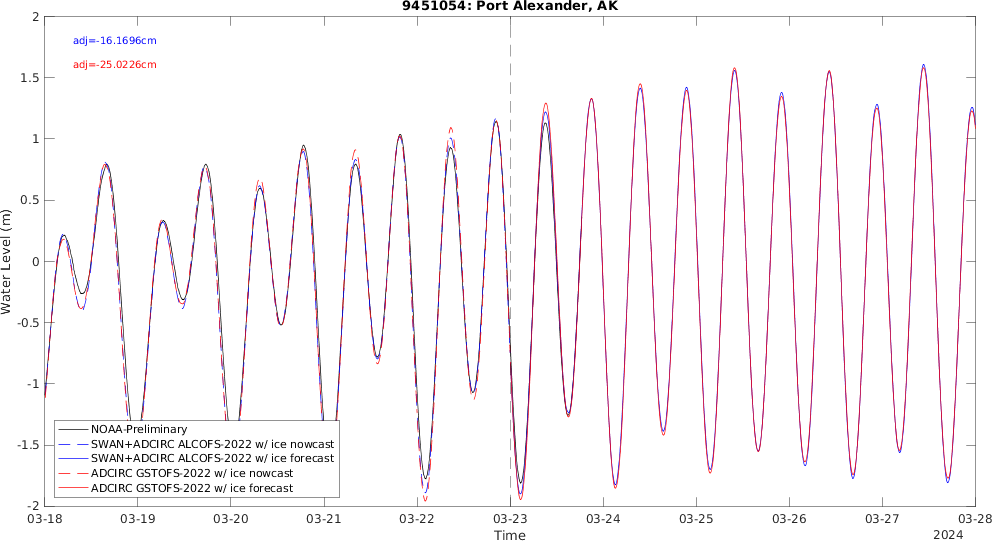 9451054: Port Alexander, AK
adj=-16.1696cm
adj=-25.0226cm
2
1.5
1
0.5
0
-0.5
-1
-1.5
-2
Water Level (m)
NOAA-Preliminary
SWAN+ADCIRC ALCOFS-2022 w/ ice nowcast
SWAN+ADCIRC ALCOFS-2022 w/ ice forecast
ADCIRC GSTOFS-2022 w/ ice nowcast
ADCIRC GSTOFS-2022 w/ ice forecast
03-18 03-19 03-20 03-21 03-22 03-23 03-24 03-25 03-26 03-27 03-28
Time
2024